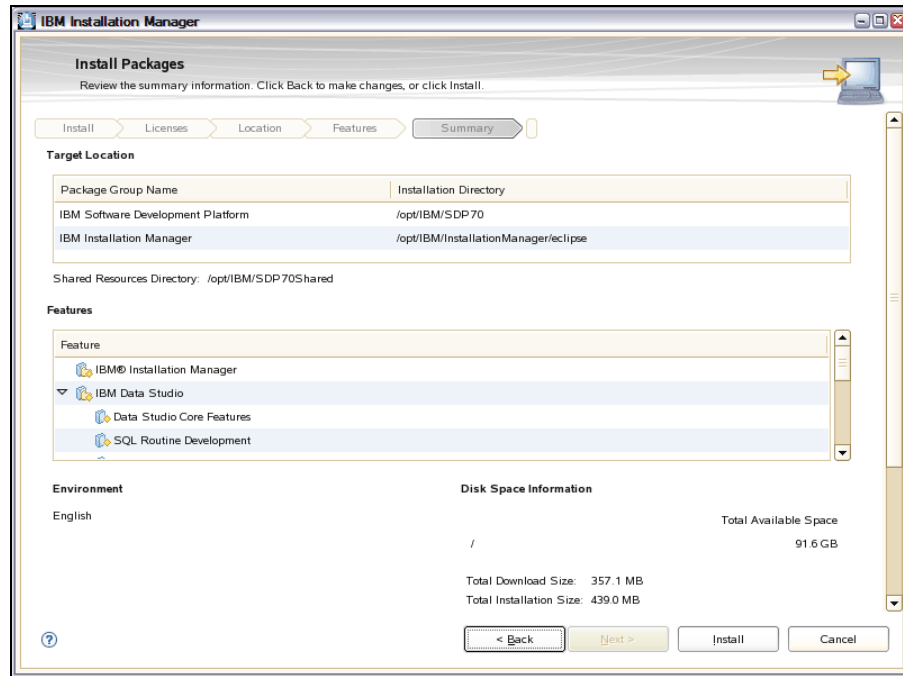 IBM Installation Manager
Install Packages
Review the summary information. Click Back to make changes, or click Install.
Install Licenses Location Features Summary
Target Location
Package Group Name Installation Directory
IBM Software Development Platform /opt/IBM/SDP70
IBM Installation Manager /opt/IBM/InstallationManager/eclipse
Shared Resources Directory: /opt/IBM/SDP70Shared
Features
Feature
IBM® Installation Manager
IBM Data Studio
Data Studio Core Features
SQL Routine Development
Environment Disk Space Information
English
Total Available Space
/ 91.6 GB
Total Download Size: 357.1 MB
Total Installation Size: 439.0 MB
? < Back Next > Install Cancel